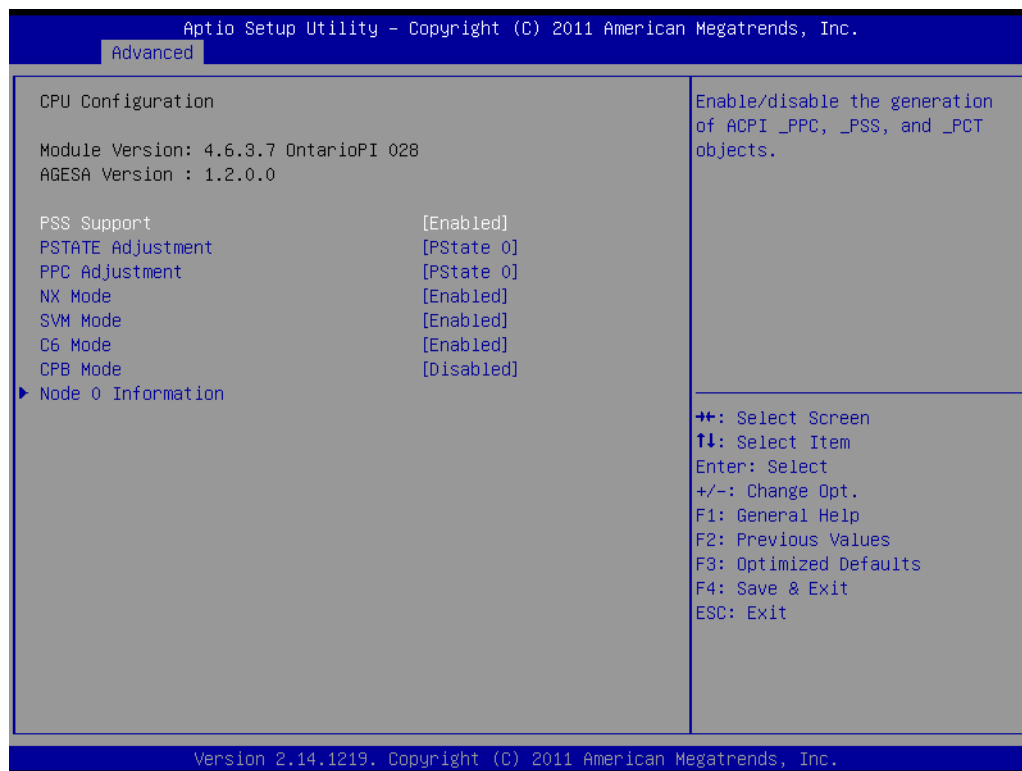 Aptio Setup Utility – Copyright (C) 2011 American Megatrends, Inc.
Advanced
CPU Configuration
Module Version: 4.6.3.7 OntarioPI 028
AGESA Version : 1.2.0.0
PSS Support [Enabled]
PSTATE Adjustment [PState 0]
PPC Adjustment [PState 0]
NX Mode [Enabled]
SVM Mode [Enabled]
C6 Mode [Enabled]
CPB Mode [Disabled]
Node 0 Information
Enable/disable the generation
of ACPI _PPC, _PSS, and _PCT
objects.
→←: Select Screen
↑↓: Select Item
Enter: Select
+/-: Change Opt.
F1: General Help
F2: Previous Values
F3: Optimized Defaults
F4: Save & Exit
ESC: Exit
Version 2.14.1219. Copyright (C) 2011 American Megatrends, Inc.